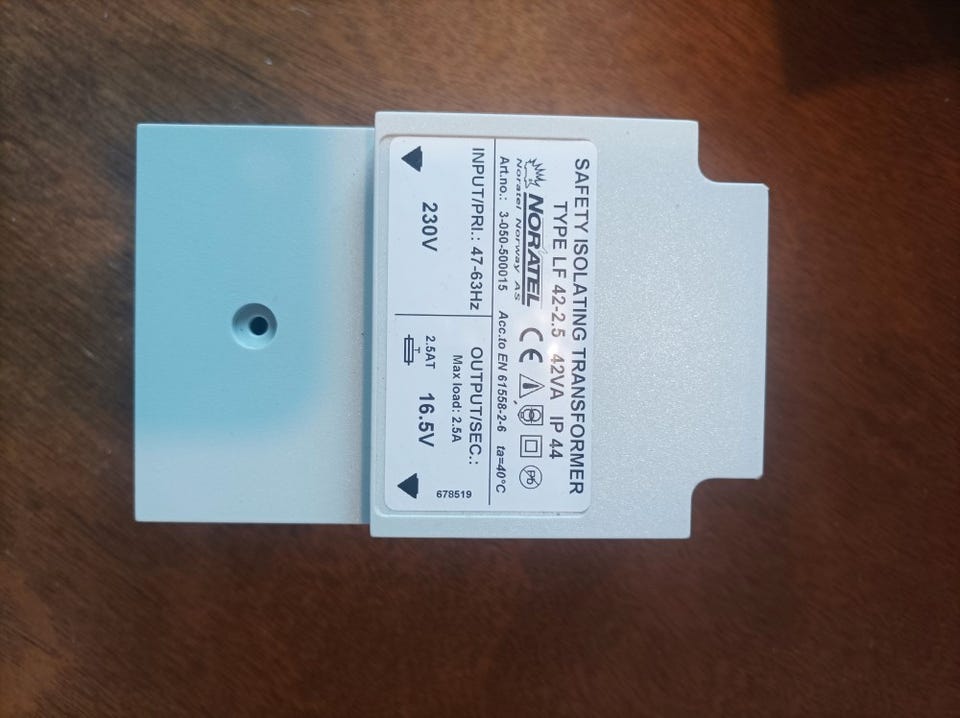 SAFETY ISOLATING TRANSFORMER
TYPE LF 42-2.5 42VA IP 44
NORATEL
Noratel Norway AS
CE
Pb
Art.no.: 3-050-500015 Acc.to EN 61558-2-6 ta=40°C
INPUT/PRI.: 47-63Hz
230V
OUTPUT/SEC.:
Max load: 2.5A
2.5AT
T
16.5V
678519